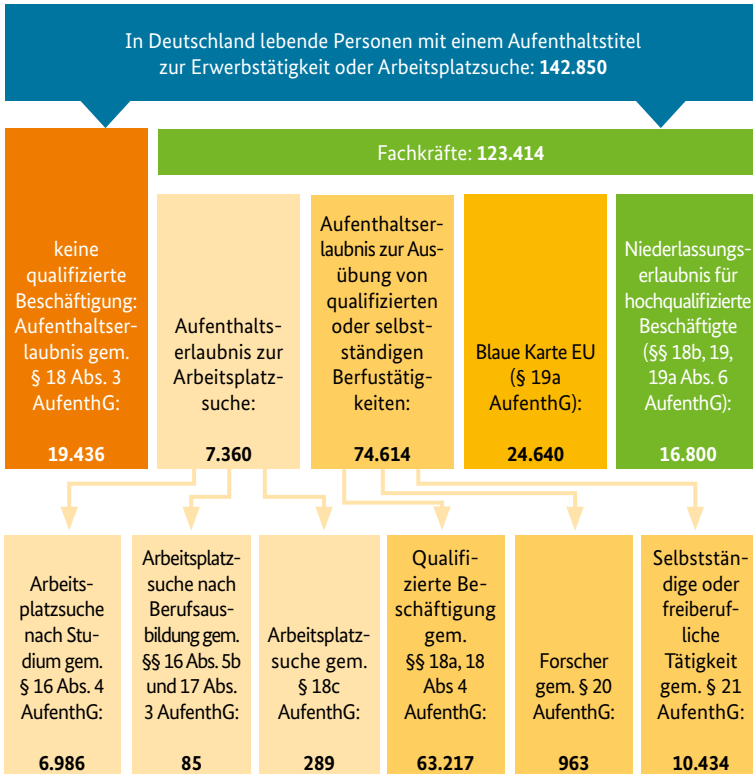 In Deutschland lebende Personen mit einem Aufenthaltstitel
zur Erwerbstätigkeit oder Arbeitsplatzsuche: 142.850
Fachkräfte: 123.414
keine
qualifizierte
Beschäftigung:
Aufenthaltser-
laubnis gem.
§ 18 Abs. 3
AufenthG:
19.436
Aufenthalts-
erlaubnis zur
Arbeitsplatz-
suche:
7.360
Aufenthaltser-
laubnis zur Aus-
übung von
qualifizierten
oder selbst-
ständigen
Berfustätig-
keiten:
74.614
Blaue Karte EU
(§ 19a
AufenthG):
24.640
Niederlassungs-
erlaubnis für
hochqualifizierte
Beschäftigte
(§§ 18b, 19,
19a Abs. 6
AufenthG):
16.800
Arbeits-
platzsuche
nach Stu-
dium gem.
§ 16 Abs. 4
AufenthG:
6.986
Arbeitsplatz-
suche nach
Berufsaus-
bildung gem.
§§ 16 Abs. 5b
und 17 Abs.
3 AufenthG:
85
Arbeitsplatz-
suche gem.
§ 18c
AufenthG:
289
Qualifi-
zierte Be-
schäftigung
gem.
§§ 18a, 18
Abs 4
AufenthG:
63.217
Forscher
gem. § 20
AufenthG:
963
Selbststän-
dige oder
freiberuf-
liche
Tätigkeit
gem. § 21
AufenthG:
10.434